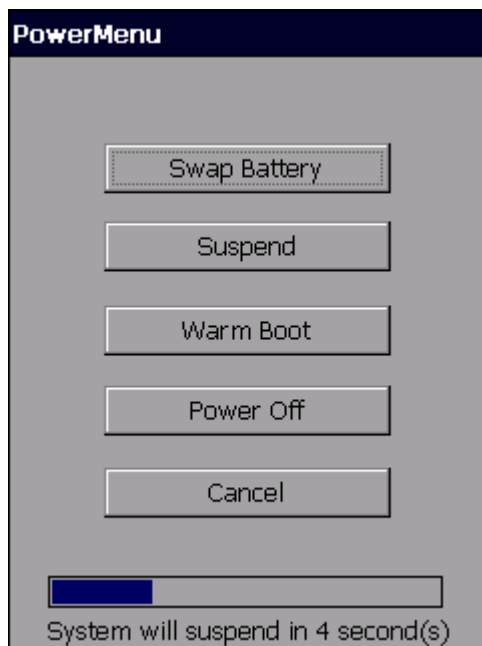 PowerMenu
Swap Battery
Suspend
Warm Boot
Power Off
Cancel
System will suspend in 4 second(s)